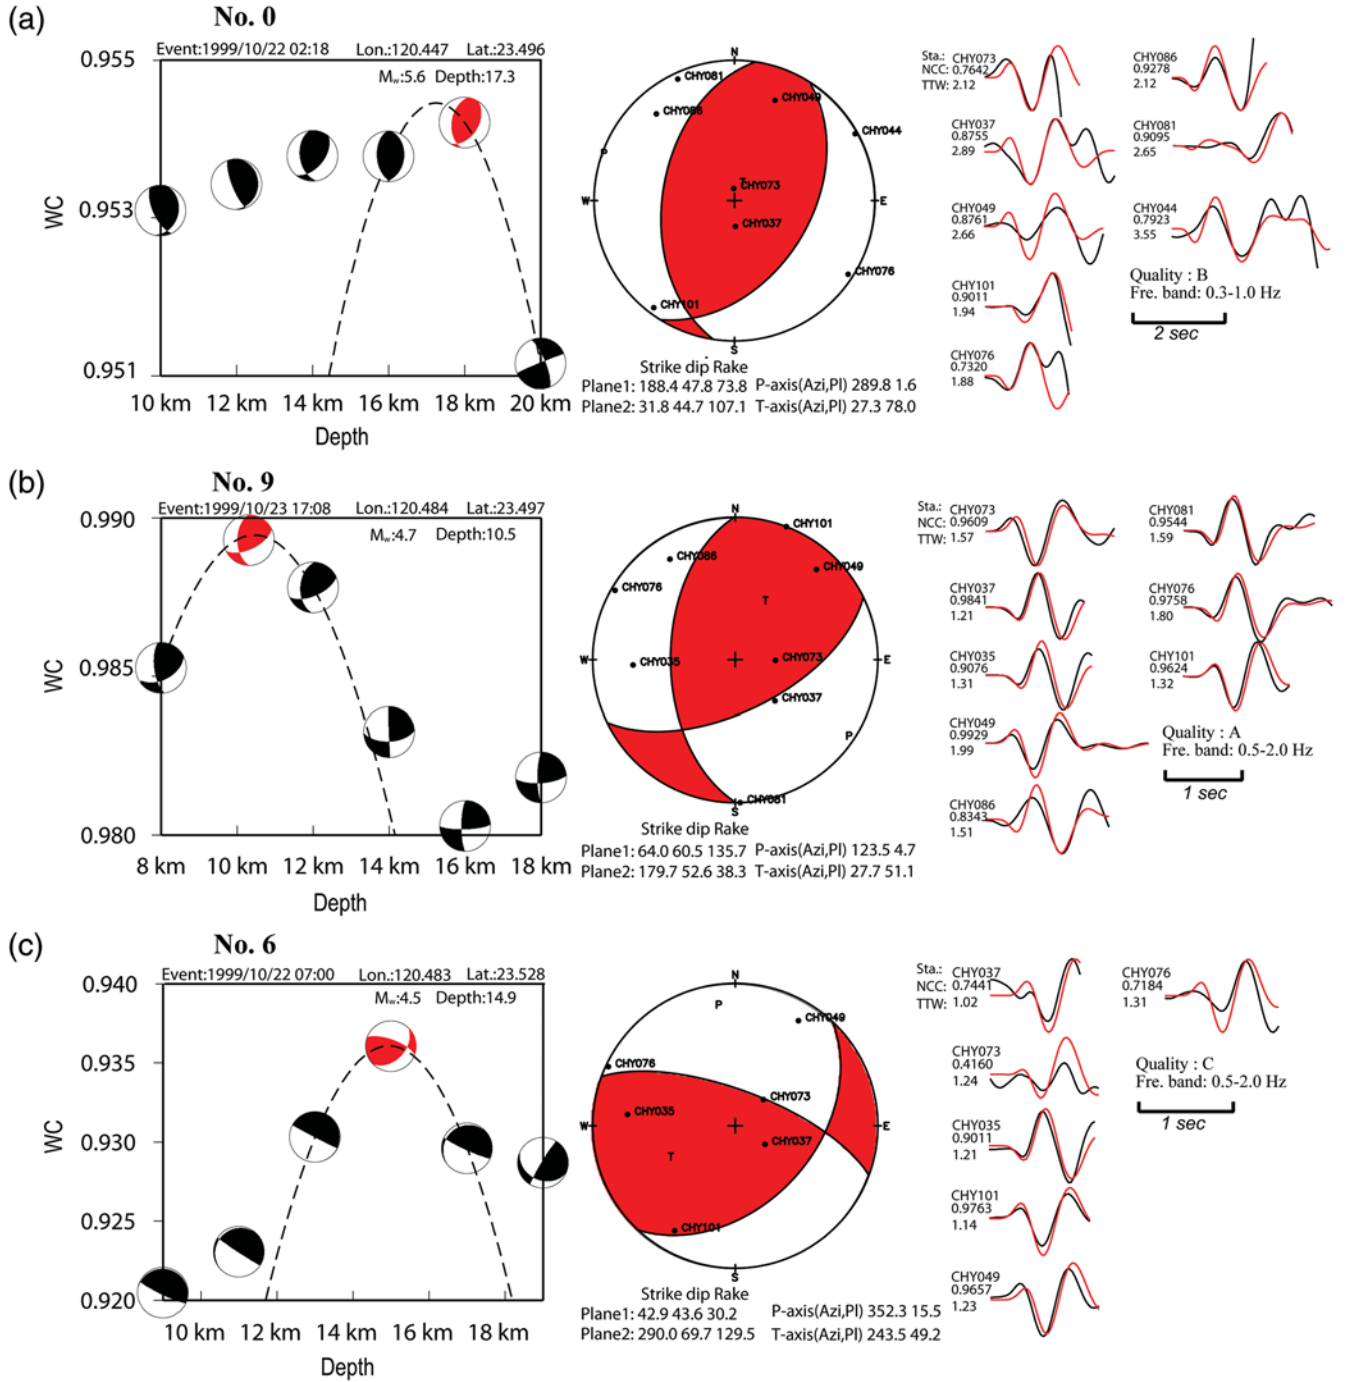 (a)
No. 0
Event:1999/10/22 02:18 Lon.:120.447 Lat.:23.496
Mw:5.6 Depth:17.3
0.955
0.953
0.951
WC
10 km 12 km 14 km 16 km 18 km 20 km
Depth
N
CHY081
CHY086
CHY049
CHY044
P
T
CHY073
W
E
CHY037
CHY076
CHY101
S
Strike dip Rake
Plane1: 188.4 47.8 73.8 P-axis(Azi,Pl) 289.8 1.6
Plane2: 31.8 44.7 107.1 T-axis(Azi,Pl) 27.3 78.0
Sta.: CHY073
NCC: 0.7642
TTW: 2.12
CHY037
0.8755
2.89
CHY049
0.8761
2.66
CHY101
0.9011
1.94
CHY076
0.7320
1.88
CHY086
0.9278
2.12
CHY081
0.9095
2.65
CHY044
0.7923
3.55
Quality : B
Fre. band: 0.3-1.0 Hz
2 sec
(b)
No. 9
Event:1999/10/23 17:08 Lon.:120.484 Lat.:23.497
Mw:4.7 Depth:10.5
0.990
0.985
0.980
WC
8 km 10 km 12 km 14 km 16 km 18 km
Depth
N
CHY101
CHY086
CHY049
CHY076
T
W
E
CHY035
CHY073
CHY037
P
CHY081
S
Strike dip Rake
Plane1: 64.0 60.5 135.7 P-axis(Azi,Pl) 123.5 4.7
Plane2: 179.7 52.6 38.3 T-axis(Azi,Pl) 27.7 51.1
Sta.: CHY073
NCC: 0.9609
TTW: 1.57
CHY037
0.9841
1.21
CHY035
0.9076
1.31
CHY049
0.9929
1.99
CHY086
0.8343
1.51
CHY081
0.9544
1.59
CHY076
0.9758
1.80
CHY101
0.9624
1.32
Quality : A
Fre. band: 0.5-2.0 Hz
1 sec
(c)
No. 6
Event:1999/10/22 07:00 Lon.:120.483 Lat.:23.528
Mw:4.5 Depth:14.9
0.940
0.935
0.930
0.925
0.920
WC
10 km 12 km 14 km 16 km 18 km
Depth
N
P
CHY049
CHY076
CHY073
CHY035
W
E
CHY037
T
CHY101
S
Strike dip Rake
Plane1: 42.9 43.6 30.2 P-axis(Azi,Pl) 352.3 15.5
Plane2: 290.0 69.7 129.5 T-axis(Azi,Pl) 243.5 49.2
Sta.: CHY037
NCC: 0.7441
TTW: 1.02
CHY073
0.4160
1.24
CHY035
0.9011
1.21
CHY101
0.9763
1.14
CHY049
0.9657
1.23
CHY076
0.7184
1.31
Quality : C
Fre. band: 0.5-2.0 Hz
1 sec